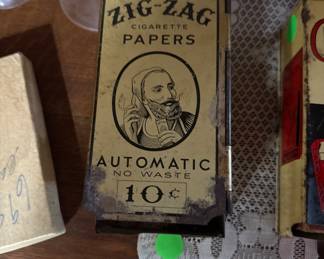 ZIG-ZAG
CIGARETTE
PAPERS
AUTOMATIC
NO WASTE
10¢